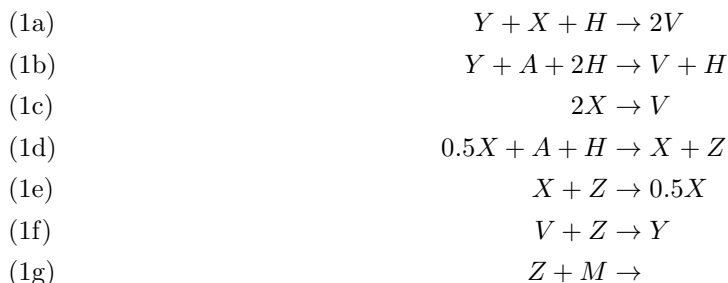 (1a) Y + X + H → 2V
(1b) Y + A + 2H → V + H
(1c) 2X → V
(1d) 0.5X + A + H → X + Z
(1e) X + Z → 0.5X
(1f) V + Z → Y
(1g) Z + M →